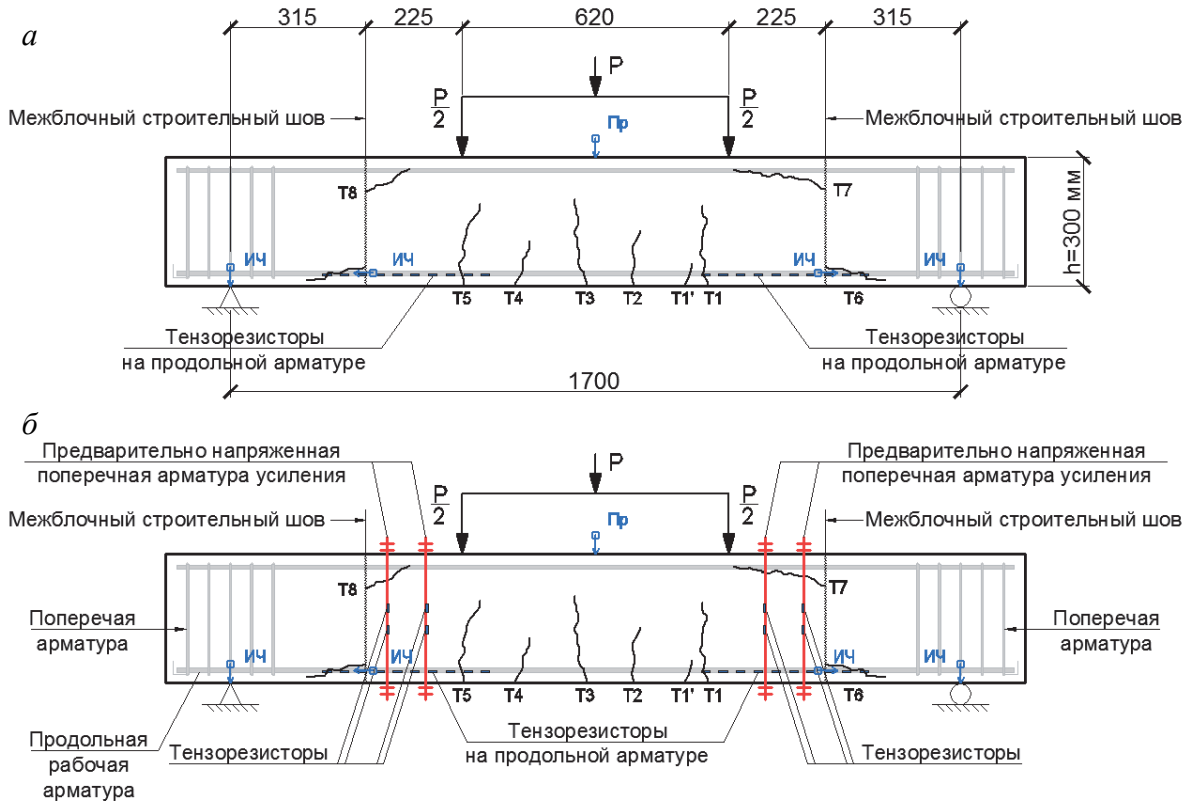 а
315 225 620 225 315
P
P/2 P/2
Межблочный строительный шов
Межблочный строительный шов
Пр
Т8 Т7
h=300 мм
ИЧ ИЧ ИЧ ИЧ
Т5 Т4 Т3 Т2 Т1' Т1 Т6
Тензорезисторы
на продольной арматуре
Тензорезисторы
на продольной арматуре
1700
б
Предварительно напряженная
поперечная арматура усиления
Предварительно напряженная
поперечная арматура усиления
P
P/2 P/2
Межблочный строительный шов
Межблочный строительный шов
Пр
Т8 Т7
Поперечая
арматура
Поперечая
арматура
ИЧ ИЧ ИЧ ИЧ
Т5 Т4 Т3 Т2 Т1' Т1 Т6
Продольная
рабочая
арматура
Тензорезисторы
Тензорезисторы
на продольной арматуре
Тензорезисторы